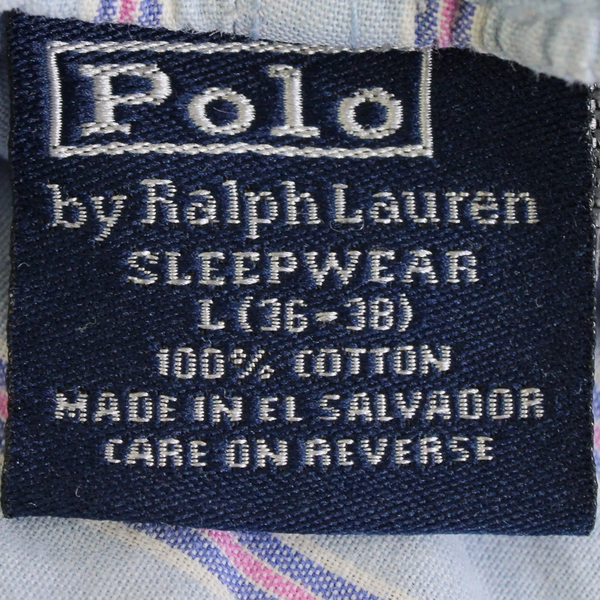 Polo
by Ralph Lauren
SLEEPWEAR
L (36-38)
100% COTTON
MADE IN EL SALVADOR
CARE ON REVERSE